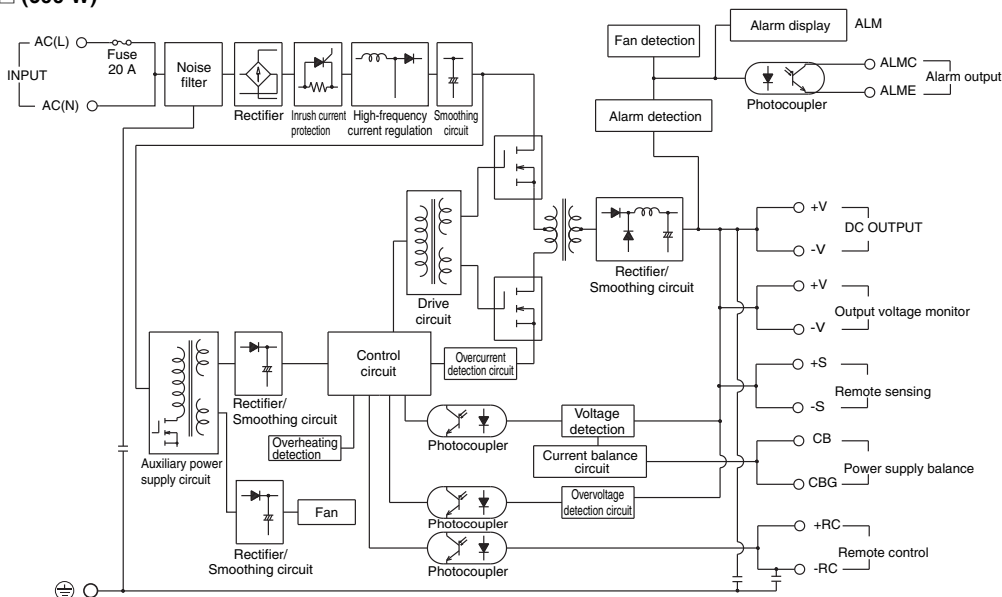 (600 W)
AC(L)
Fuse
20 A
INPUT
AC(N)
Noise
filter
Rectifier
Inrush current
protection
High-frequency
current regulation
Smoothing
circuit
Fan detection
Alarm display
ALM
ALMC
Alarm output
ALME
Photocoupler
Alarm detection
Drive
circuit
Rectifier/
Smoothing circuit
+V
DC OUTPUT
-V
+V
Output voltage monitor
-V
+S
Remote sensing
-S
CB
Power supply balance
CBG
+RC
Remote control
-RC
Control
circuit
Overcurrent
detection circuit
Rectifier/
Smoothing circuit
Auxiliary power
supply circuit
Overheating
detection
Photocoupler
Voltage
detection
Current balance
circuit
Photocoupler
Overvoltage
detection circuit
Photocoupler
Fan
Rectifier/
Smoothing circuit